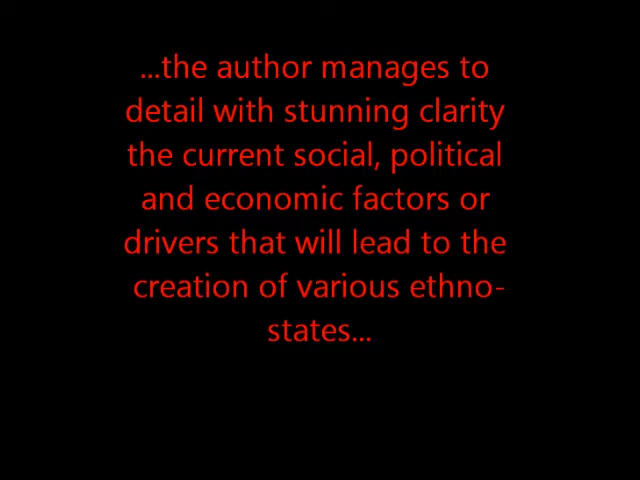 ...the author manages to
detail with stunning clarity
the current social, political
and economic factors or
drivers that will lead to the
creation of various ethno-
states...